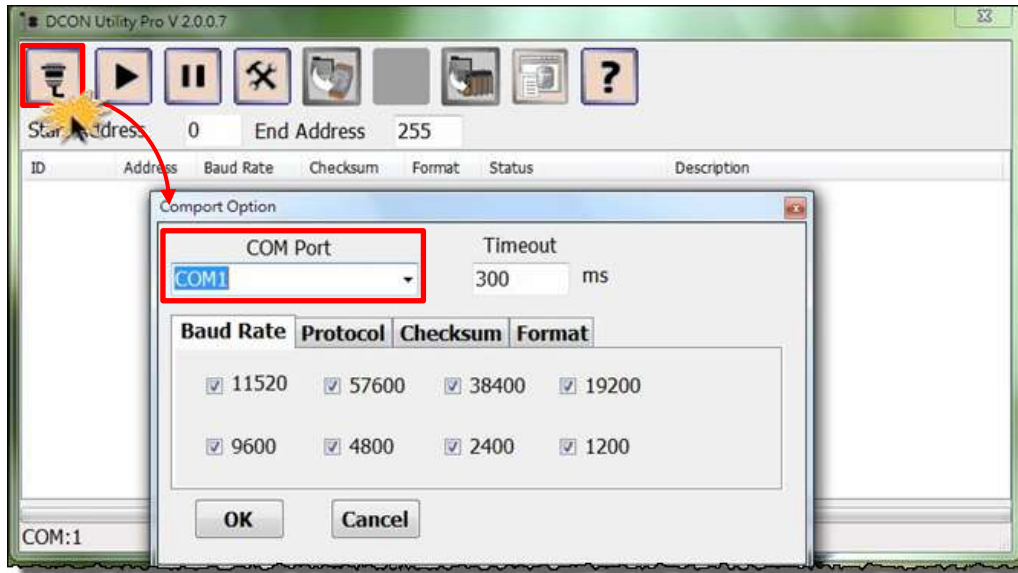 DCON Utility Pro V 2.0.0.7
?
Start Address 0 End Address 255
ID Address Baud Rate Checksum Format Status Description
Comport Option
COM Port Timeout
COM1 300 ms
Baud Rate Protocol Checksum Format
11520 57600 38400 19200
9600 4800 2400 1200
OK Cancel
COM:1